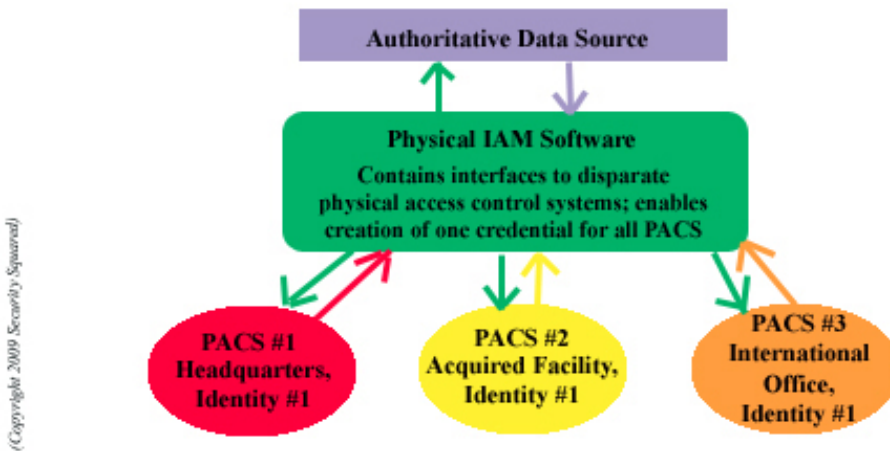 Authoritative Data Source
Physical IAM Software
Contains interfaces to disparate
physical access control systems; enables
creation of one credential for all PACS
PACS #1
Headquarters,
Identity #1
PACS #2
Acquired Facility,
Identity #1
PACS #3
International
Office,
Identity #1
(Copyright 2009 Security Squared)